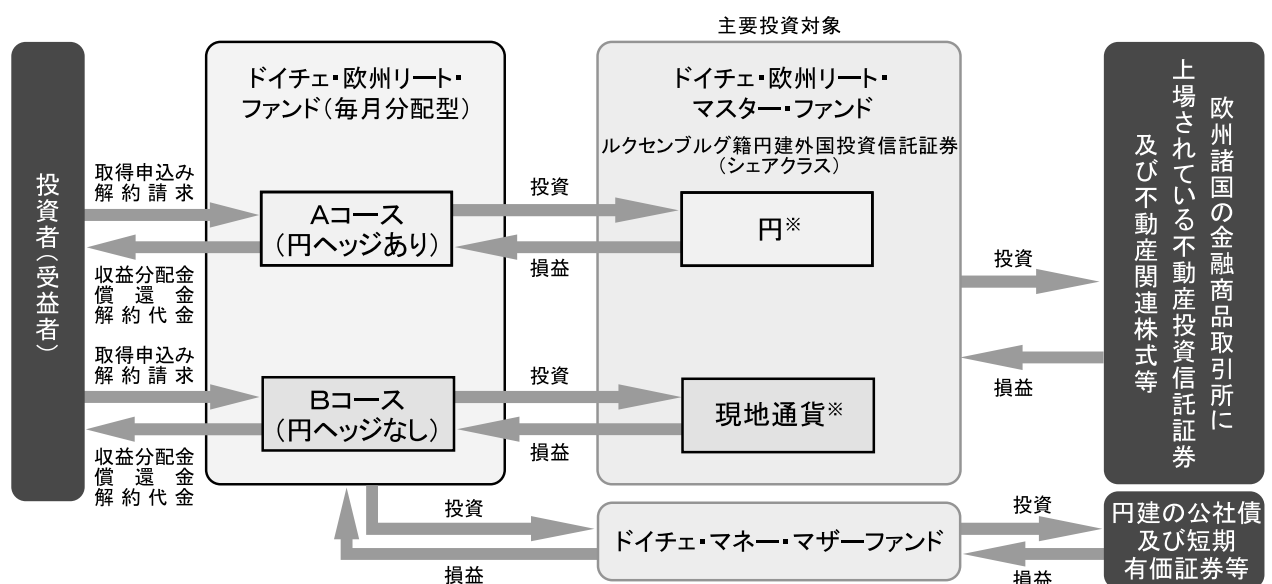 主要投資対象
投資者(受益者)
取得申込み
解約請求
収益分配金
償還金
解約代金
取得申込み
解約請求
収益分配金
償還金
解約代金
ドイチェ・欧州リート・
ファンド(毎月分配型)
Aコース
(円ヘッジあり)
Bコース
(円ヘッジなし)
投資
損益
投資
損益
ドイチェ・欧州リート・
マスター・ファンド
ルクセンブルグ籍円建外国投資信託証券
(シェアクラス)
円※
現地通貨※
投資
損益
欧州諸国の金融商品取引所に
上場されている不動産投資信託証券
及び不動産関連株式等
投資
損益
ドイチェ・マネー・マザーファンド
投資
損益
円建の公社債
及び短期
有価証券等